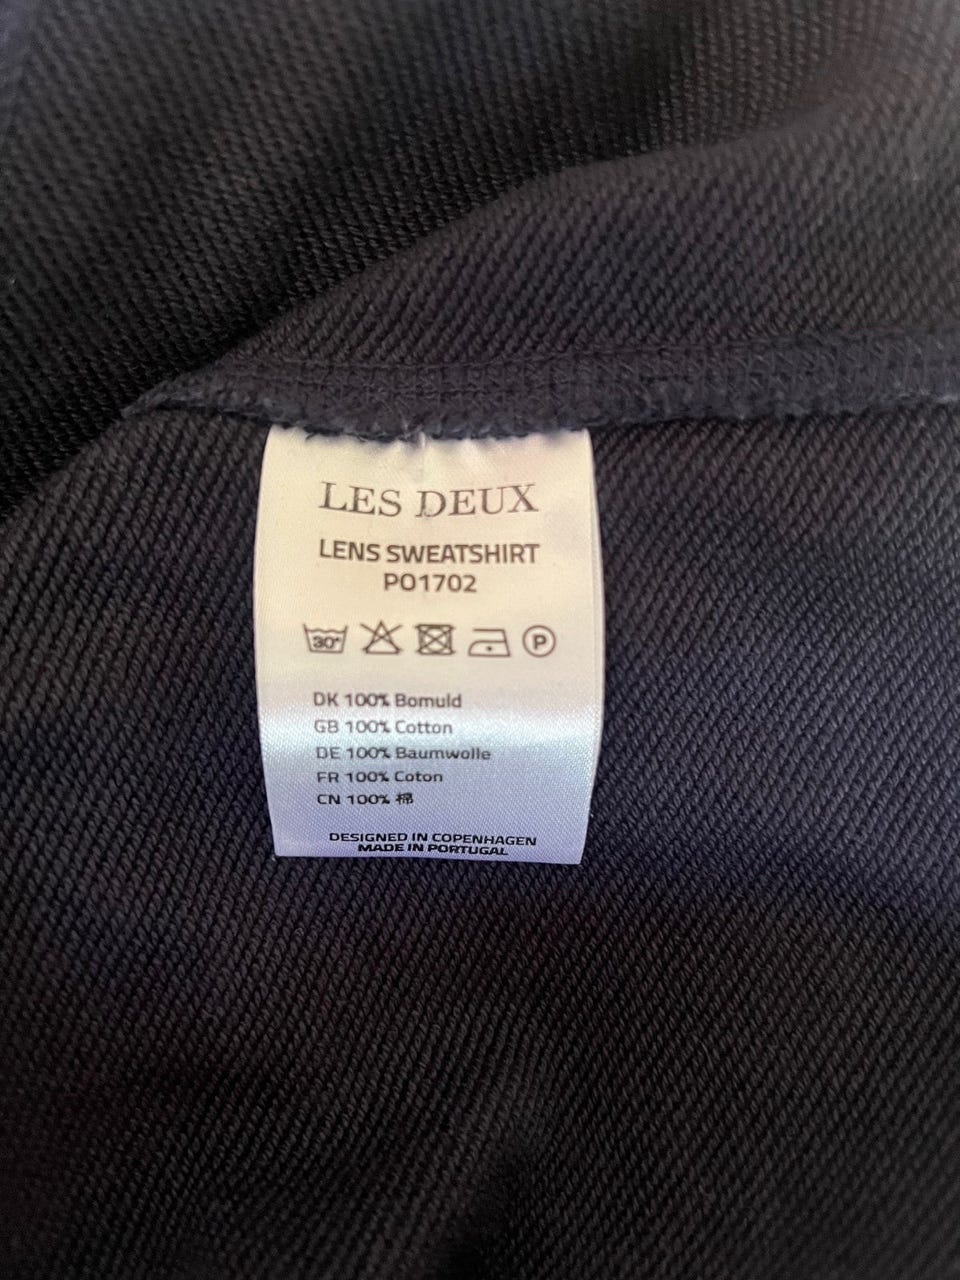 LES DEUX
LENS SWEATSHIRT
PO1702
30°
P
DK 100% Bomuld
GB 100% Cotton
DE 100% Baumwolle
FR 100% Coton
CN 100% 棉
DESIGNED IN COPENHAGEN
MADE IN PORTUGAL